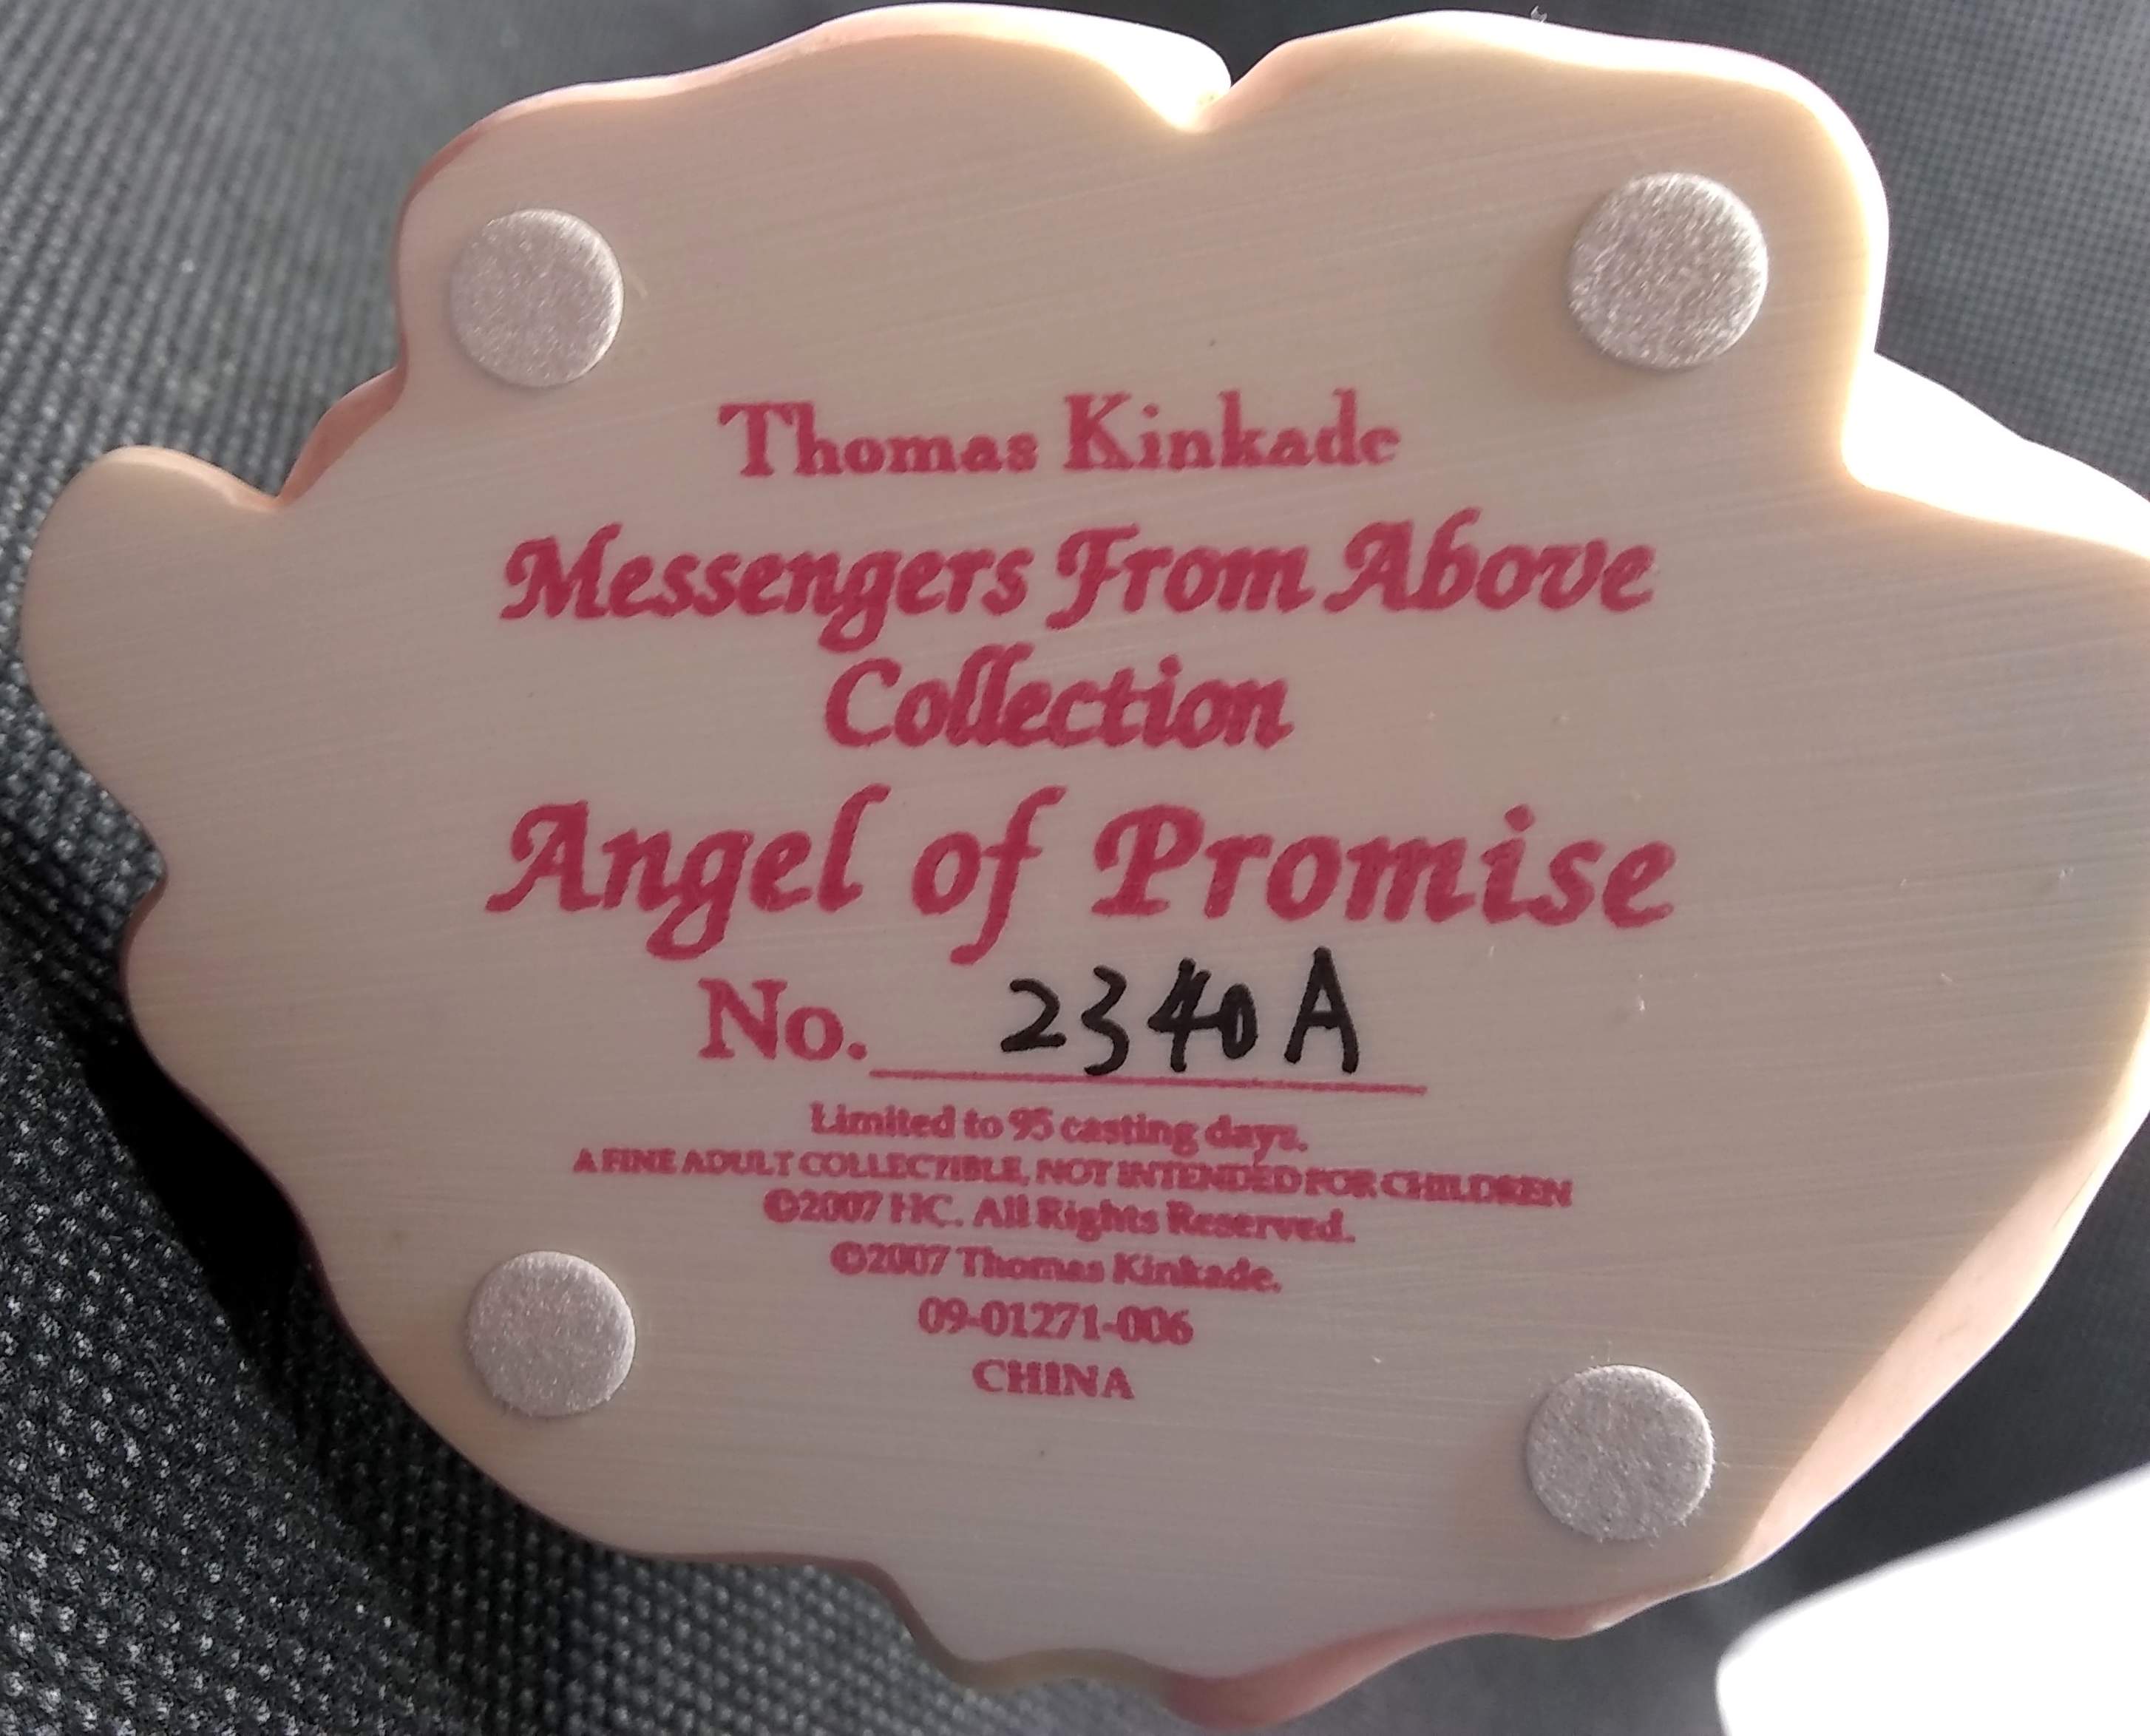 Thomas Kinkade
Messengers From Above
Collection
Angel of Promise
No. 2340A
Limited to 95 casting days.
A FINE ADULT COLLECTIBLE, NOT INTENDED FOR CHILDREN
©2007 HC. All Rights Reserved.
©2007 Thomas Kinkade.
09-01271-006
CHINA